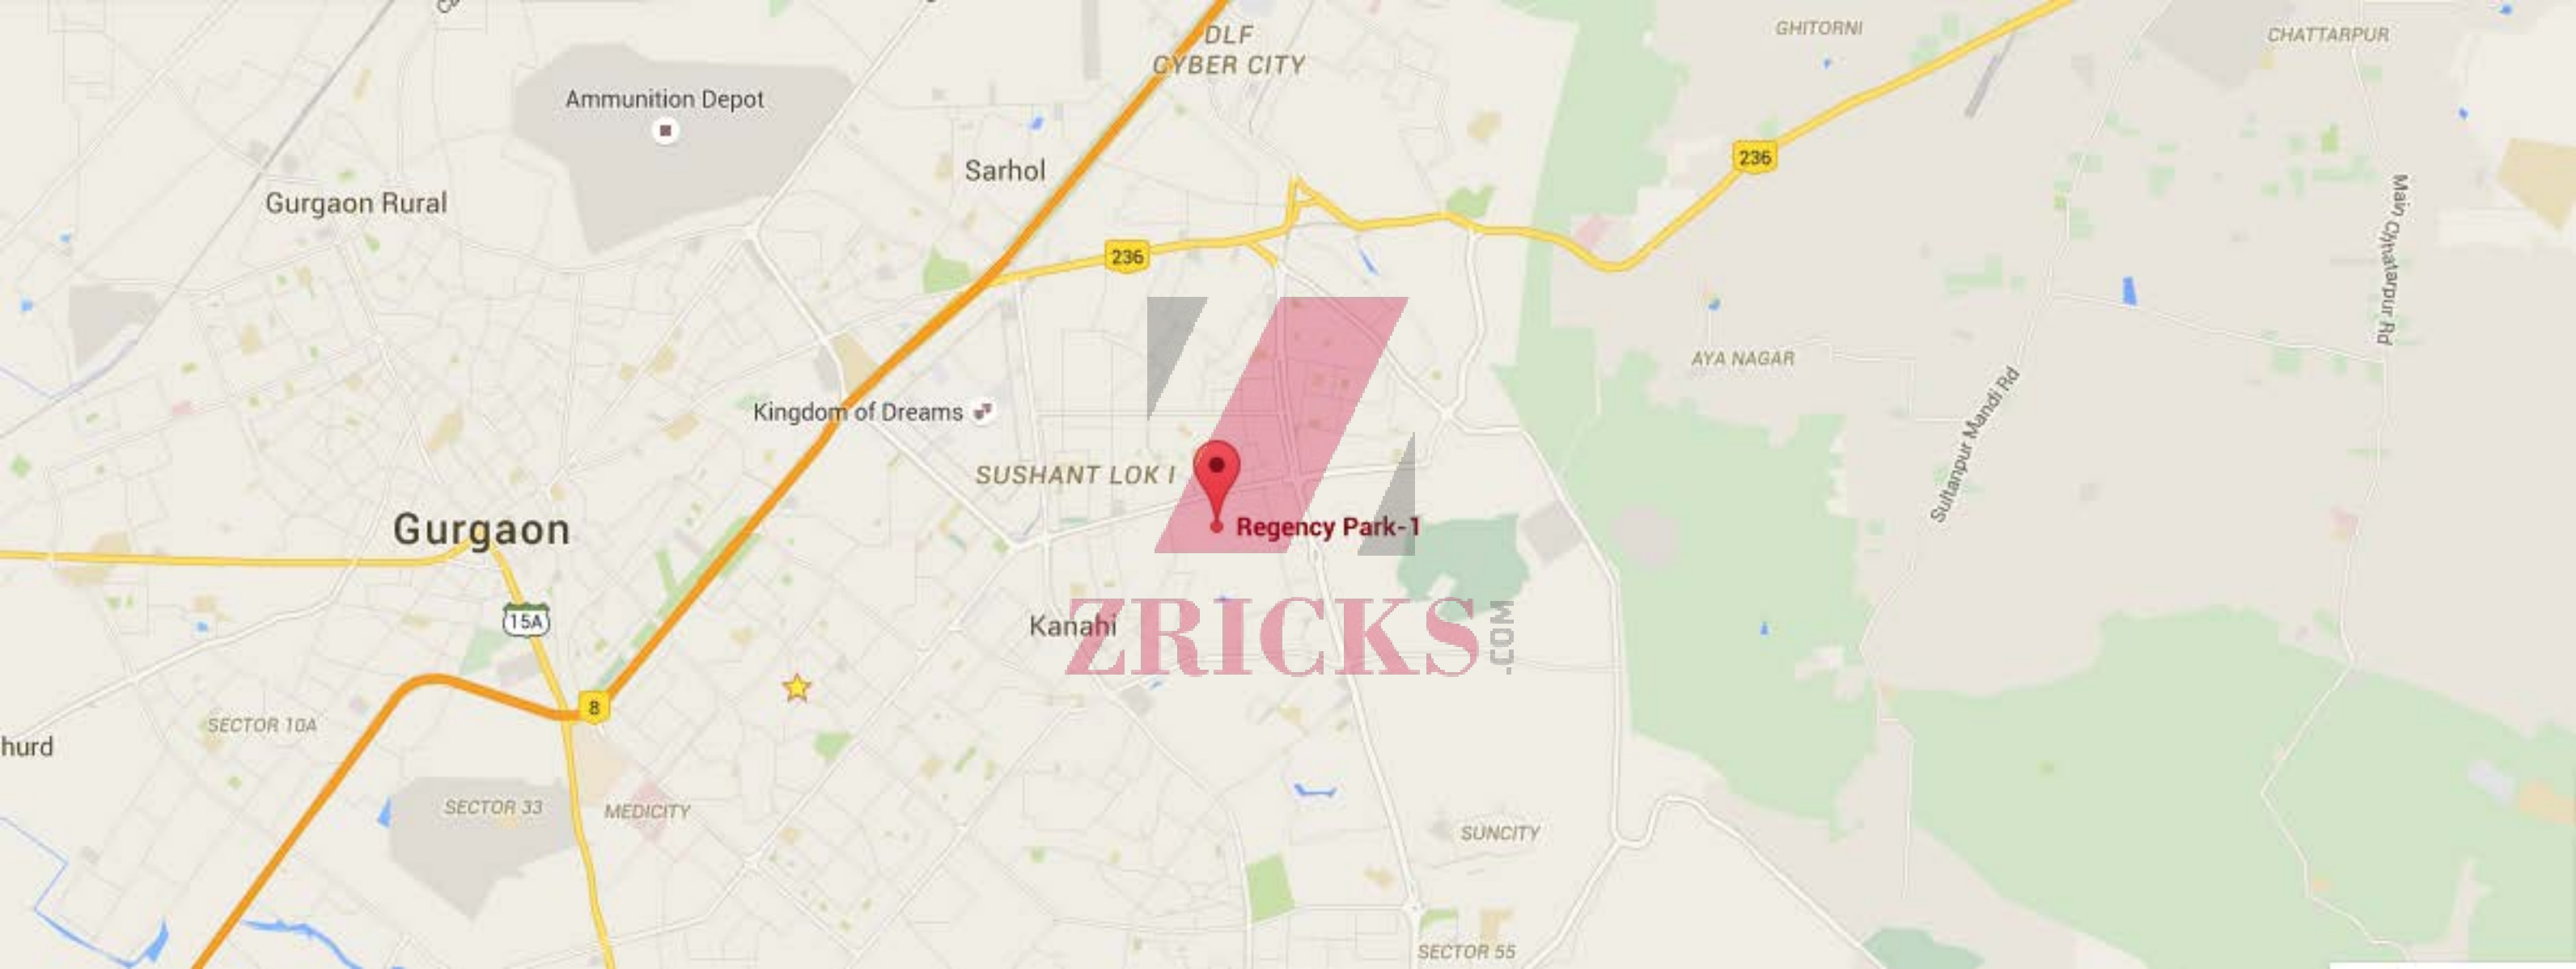 DLF
CYBER CITY
GHITORNI
CHATTARPUR
Ammunition Depot
236
Sarhol
Gurgaon Rural
236
Main Chhatarpur Rd
AYA NAGAR
Kingdom of Dreams
Sultanpur Mandi Rd
SUSHANT LOK I
Gurgaon
Regency Park-1
15A
Kanahi
ZRICKS
.COM
8
SECTOR 10A
hurd
SECTOR 33
MEDICITY
SUNCITY
SECTOR 55